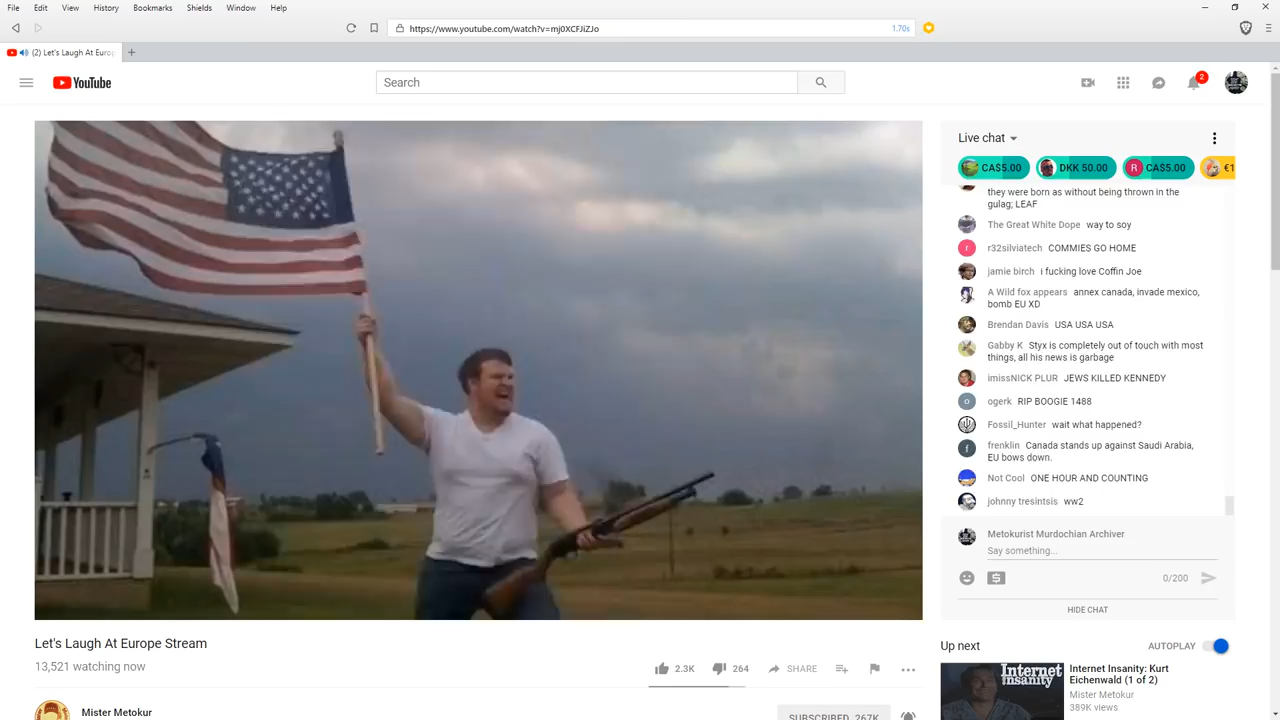 File Edit View History Bookmarks Shields Window Help
https://www.youtube.com/watch?v=mj0XCFJiZJo 1.70s
(2) Let's Laugh At Europ
YouTube Search 2
Live chat
CA$5.00 DKK 50.00 R CA$5.00 €1
they were born as without being thrown in the
gulag; LEAF
The Great White Dope way to soy
r r32silviatech COMMIES GO HOME
jamie birch i fucking love Coffin Joe
A Wild fox appears annex canada, invade mexico,
bomb EU XD
Brendan Davis USA USA USA
Gabby K Styx is completely out of touch with most
things, all his news is garbage
imissNICK PLUR JEWS KILLED KENNEDY
o ogerk RIP BOOGIE 1488
Fossil_Hunter wait what happened?
f frenklin Canada stands up against Saudi Arabia,
EU bows down.
Not Cool ONE HOUR AND COUNTING
johnny tresintsis ww2
Metokurist Murdochian Archiver
Say something...
0/200
HIDE CHAT
Let's Laugh At Europe Stream
13,521 watching now
2.3K 264 SHARE
Mister Metokur
SUBSCRIBED 267K
Up next AUTOPLAY
Internet Insanity
Internet Insanity: Kurt
Eichenwald (1 of 2)
Mister Metokur
389K views